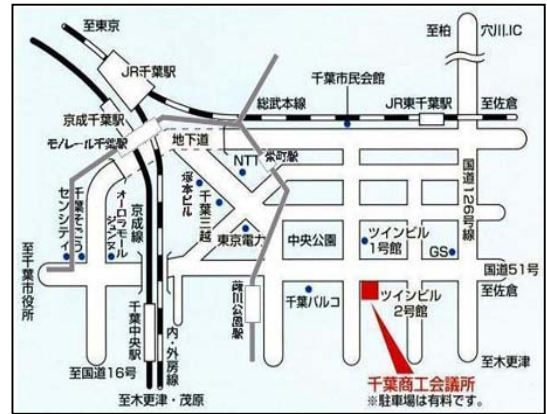 至東京
至柏
穴川.IC
JR千葉駅
千葉市民会館
総武本線
JR東千葉駅
至佐倉
京成千葉駅
モノレール千葉駅
地下道
栄町駅
NTT
塚本ビル
千葉三越
国道126号線
センシティ
千葉そごう
オーロラモール
ジュンヌ
京成線
東京電力
中央公園
ツインビル
1号館
GS
国道51号
至佐倉
至千葉市役所
千葉中央駅
内・外房線
葭川公園駅
千葉パルコ
ツインビル
2号館
至国道16号
至木更津
千葉商工会議所
※駐車場は有料です。
至木更津・茂原